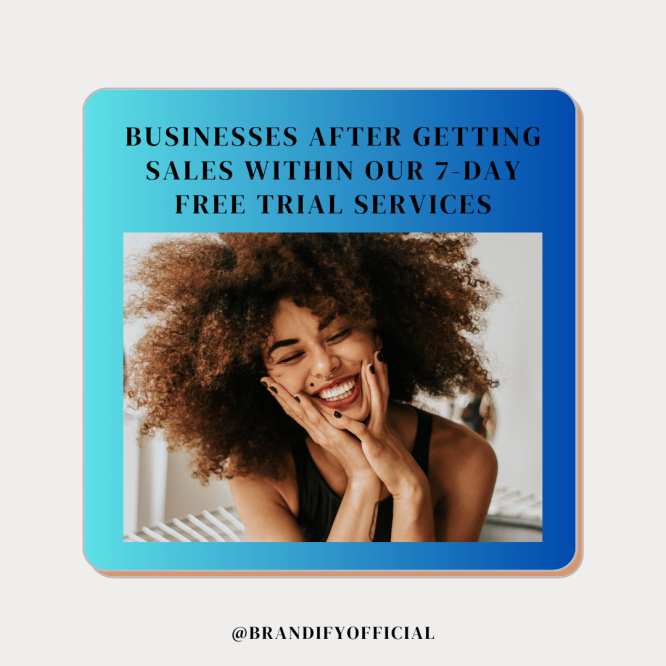 BUSINESSES AFTER GETTING
SALES WITHIN OUR 7-DAY
FREE TRIAL SERVICES
@BRANDIFYOFFICIAL